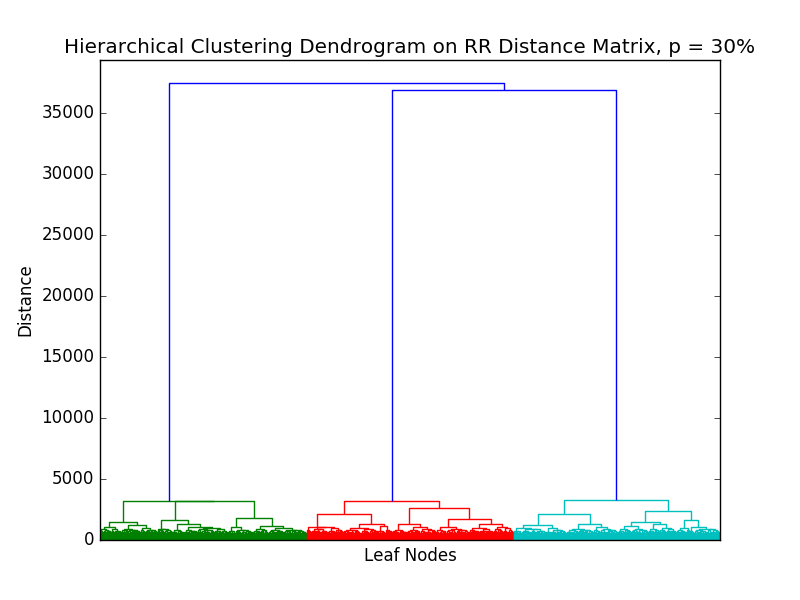 Hierarchical Clustering Dendrogram on RR Distance Matrix, p = 30%
35000
30000
25000
20000
15000
10000
5000
0
Distance
Leaf Nodes